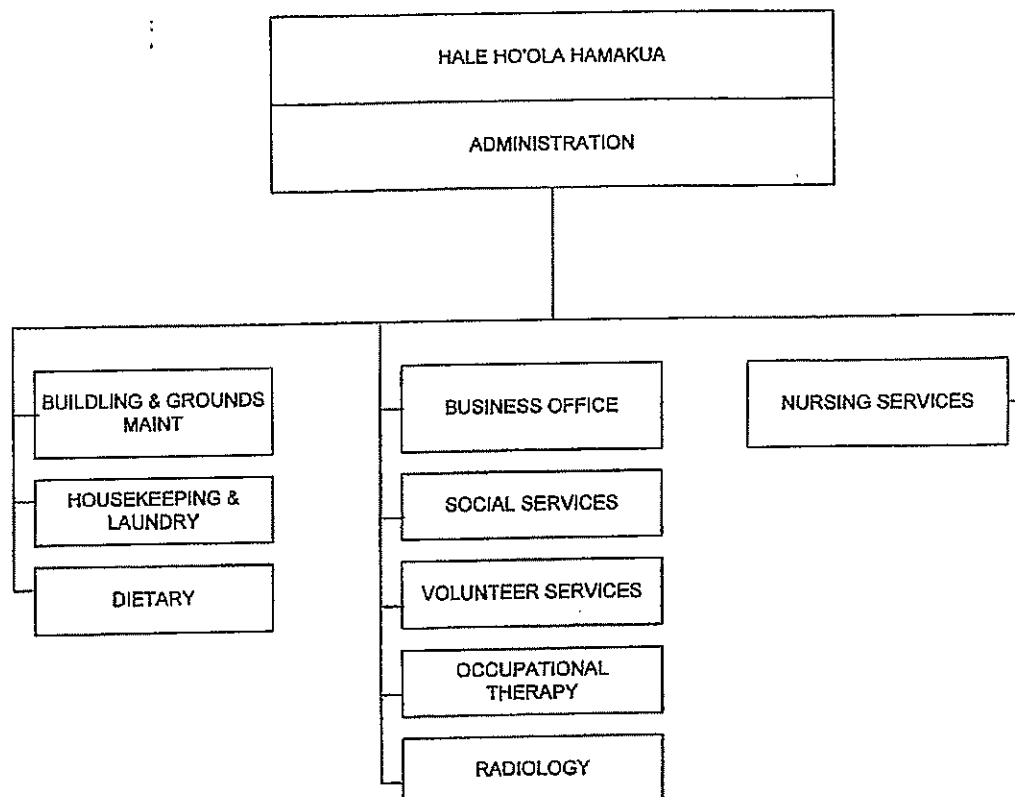 HALE HO'OLA HAMAKUA
ADMINISTRATION
BUILDLING & GROUNDS
MAINT
HOUSEKEEPING &
LAUNDRY
DIETARY
BUSINESS OFFICE
SOCIAL SERVICES
VOLUNTEER SERVICES
OCCUPATIONAL
THERAPY
RADIOLOGY
NURSING SERVICES